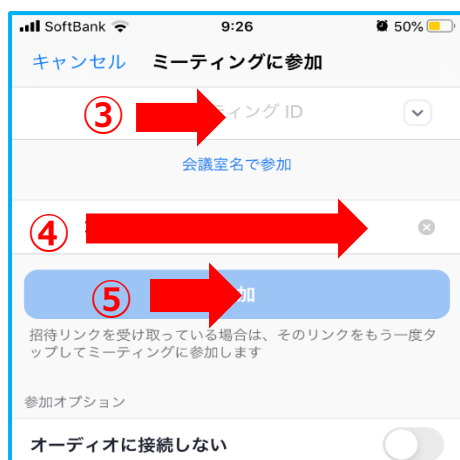 SoftBank 9:26 50%
キャンセル ミーティングに参加
③ ティング ID
会議室名で参加
④
⑤ 加
招待リンクを受け取っている場合は、そのリンクをもう一度タ
ップしてミーティングに参加します
参加オプション
オーディオに接続しない